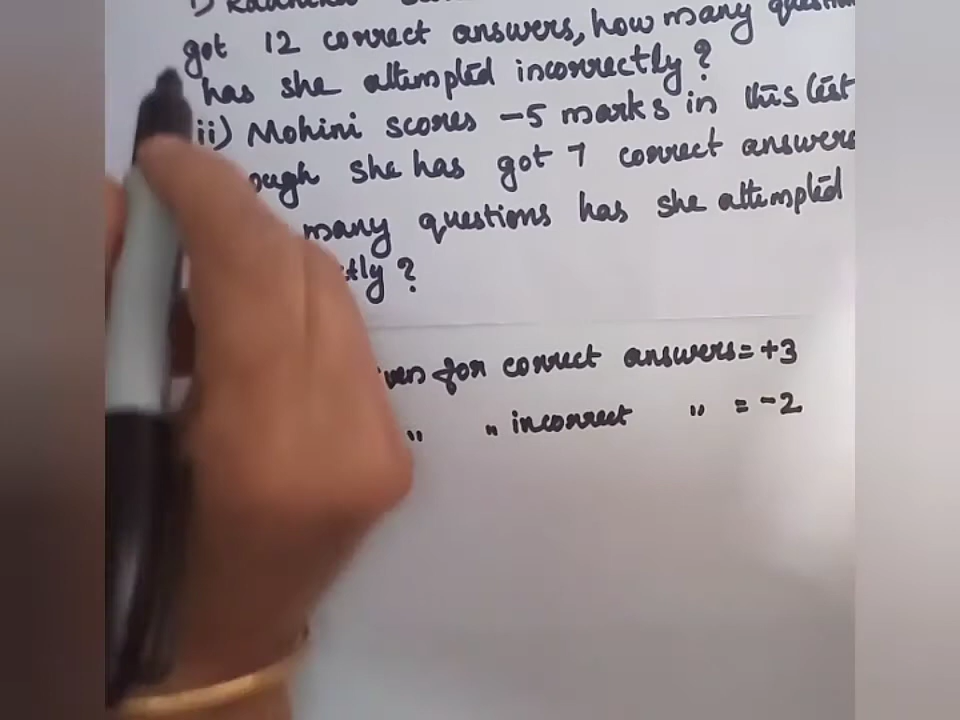 i)
got 12 correct answers, how many
has she attempted incorrectly?
ii) Mohini scores -5 marks in this test
she has got 7 correct answers
many questions has she attempted
?
for correct answers = +3
" " incorrect " = -2